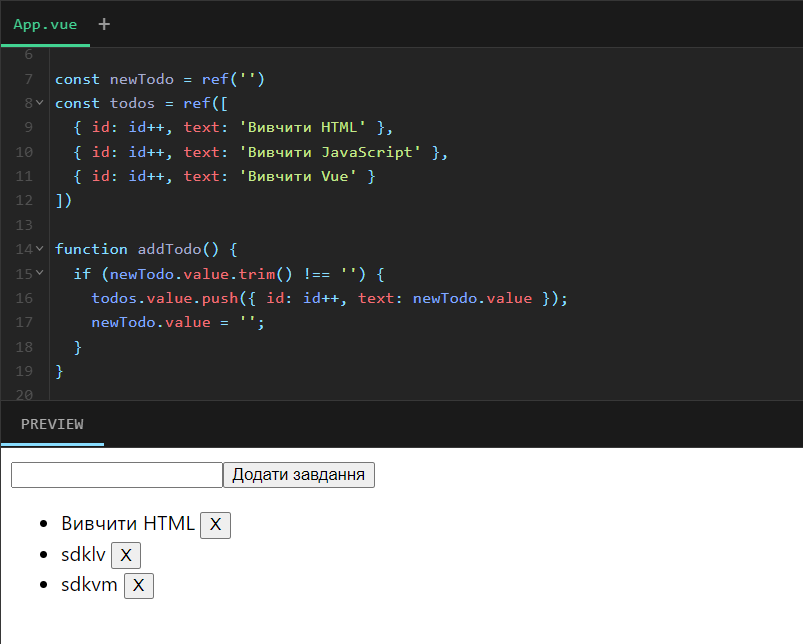 App.vue +
6
7 const newTodo = ref('')
8 const todos = ref([
9 { id: id++, text: 'Вивчити HTML' },
10 { id: id++, text: 'Вивчити JavaScript' },
11 { id: id++, text: 'Вивчити Vue' }
12 ])
13
14 function addTodo() {
15 if (newTodo.value.trim() !== '') {
16 todos.value.push({ id: id++, text: newTodo.value });
17 newTodo.value = '';
18 }
19 }
20
PREVIEW
Додати завдання
Вивчити HTML X
sdklv X
sdkvm X